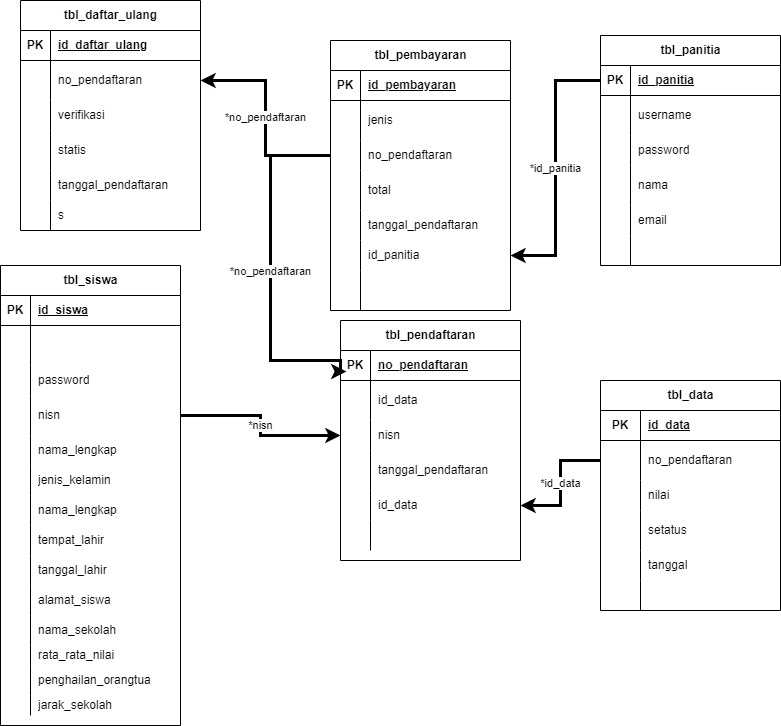 tbl_daftar_ulang
PK id_daftar_ulang
no_pendaftaran
verifikasi
statis
tanggal_pendaftaran
s
tbl_pembayaran
PK id_pembayaran
jenis
no_pendaftaran
total
tanggal_pendaftaran
id_panitia
tbl_panitia
PK id_panitia
username
password
nama
email
*no_pendaftaran
*id_panitia
*no_pendaftaran
tbl_siswa
PK id_siswa
password
nisn
nama_lengkap
jenis_kelamin
nama_lengkap
tempat_lahir
tanggal_lahir
alamat_siswa
nama_sekolah
rata_rata_nilai
penghailan_orangtua
jarak_sekolah
*nisn
tbl_pendaftaran
PK no_pendaftaran
id_data
nisn
tanggal_pendaftaran
id_data
*id_data
tbl_data
PK id_data
no_pendaftaran
nilai
setatus
tanggal